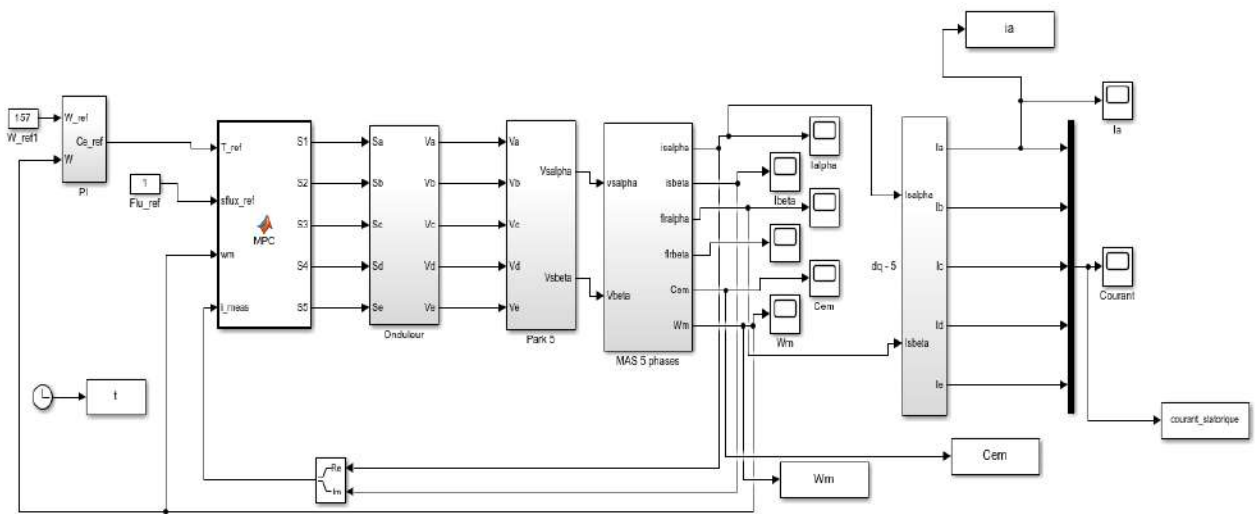 157
W_ref1
W_ref
W
Ce_ref
PI
1
Flu_ref
T_ref
sflux_ref
wm
i_meas
MPC
S1
S2
S3
S4
S5
Sa
Sb
Sc
Sd
Se
Va
Vb
Vc
Vd
Ve
Onduleur
Va
Vb
Vc
Vd
Ve
Vsalpha
Vsbeta
Park 5
vsalpha
Vbeta
isalpha
isbeta
flralpha
flrbeta
Cem
Wm
MAS 5 phases
Ialpha
Ibeta
Cem
Wm
Isalpha
Isbeta
dq - 5
Ia
Ib
Ic
Id
Ie
ia
Ia
Courant
courant_statorique
Cem
Wm
t
Re
Im